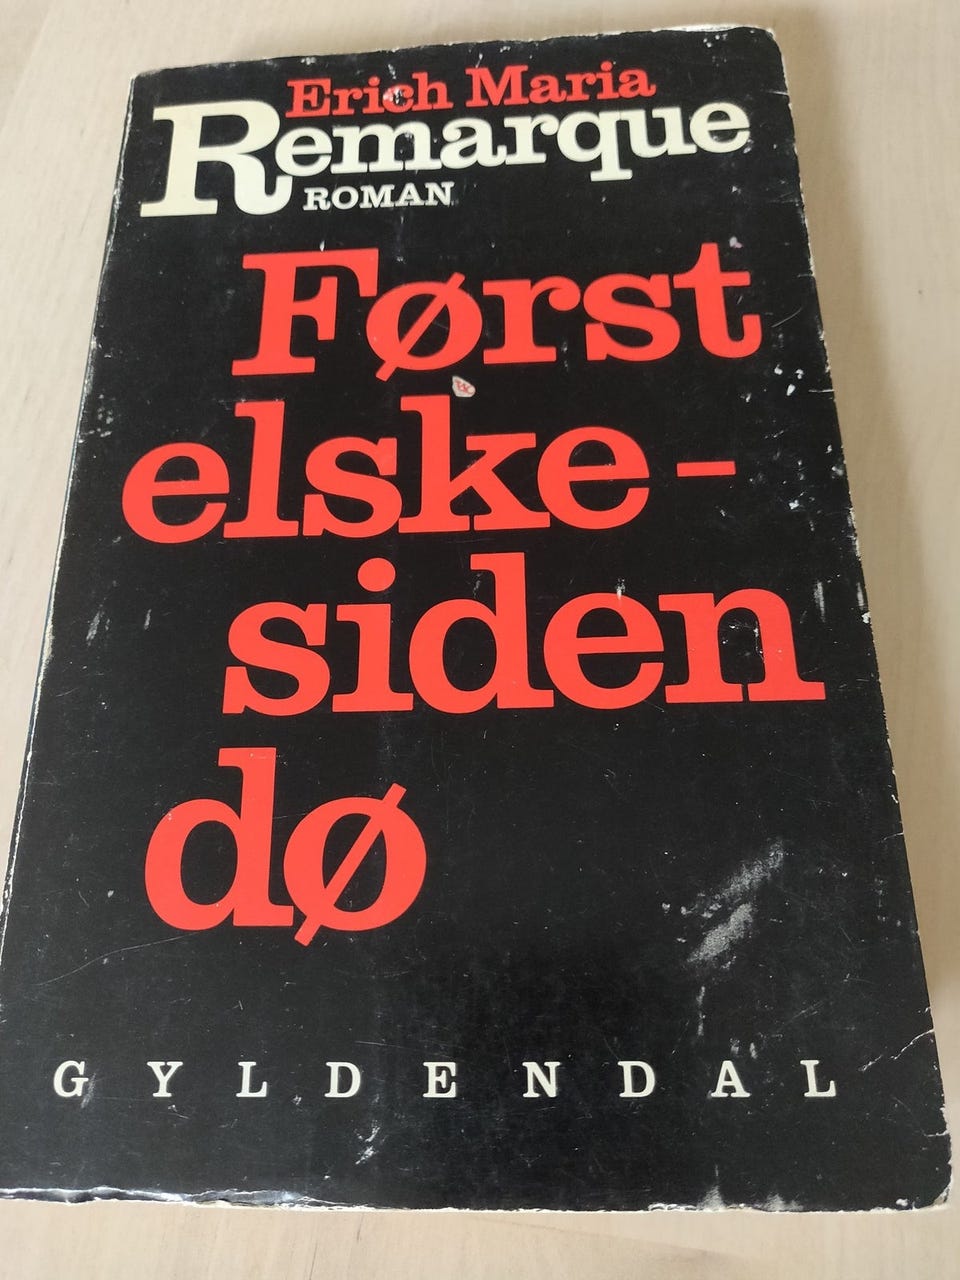 Erich Maria
Remarque
ROMAN
Først
elske -
siden
dø
GYLDENDAL